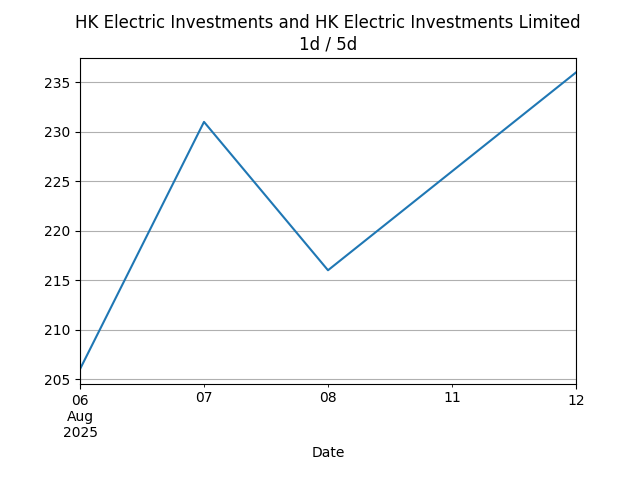 HK Electric Investments and HK Electric Investments Limited
1d / 5d
235
230
225
220
215
210
205
06 07 08 11 12
Aug
2025
Date